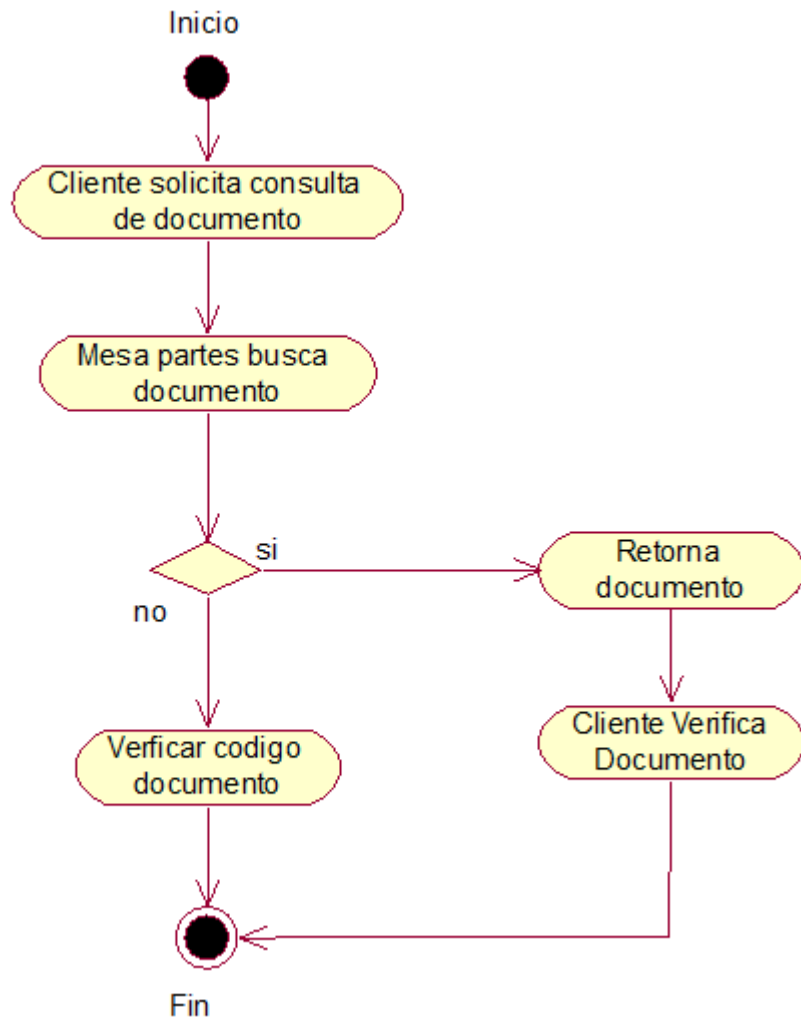 Inicio
Cliente solicita consulta
de documento
Mesa partes busca
documento
si
no
Retorna
documento
Verficar codigo
documento
Cliente Verifica
Documento
Fin